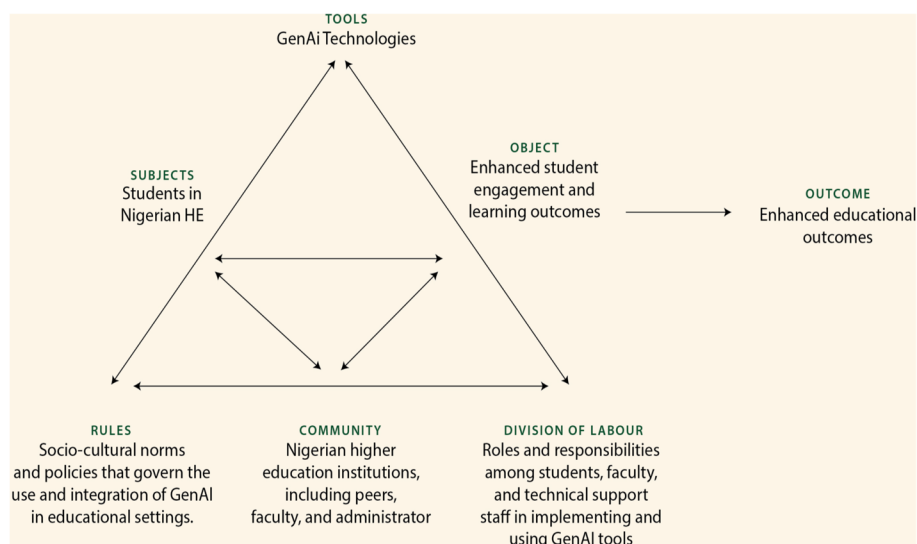 TOOLS
GenAi Technologies
SUBJECTS
Students in
Nigerian HE
OBJECT
Enhanced student
engagement and
learning outcomes
OUTCOME
Enhanced educational
outcomes
RULES
Socio-cultural norms
and policies that govern the
use and integration of GenAI
in educational settings.
COMMUNITY
Nigerian higher
education institutions,
including peers,
faculty, and administrator
DIVISION OF LABOUR
Roles and responsibilities
among students, faculty,
and technical support
staff in implementing and
using GenAI tools